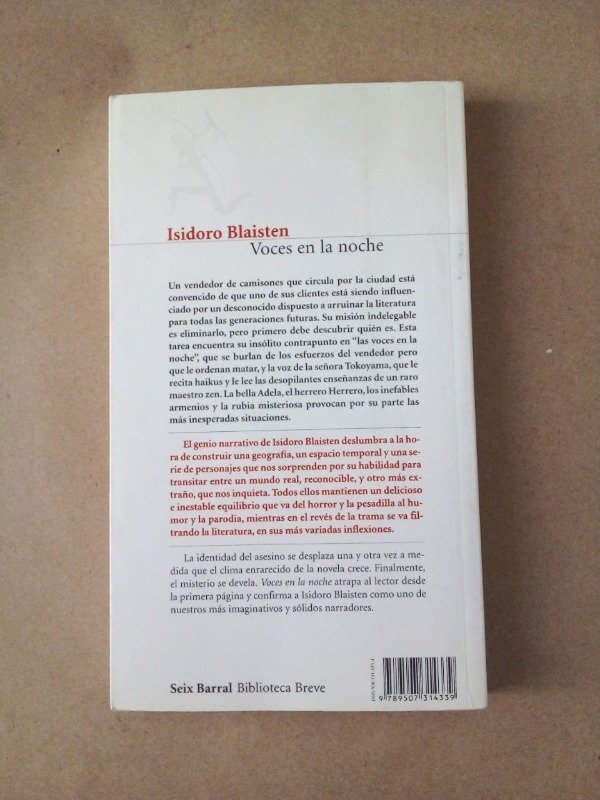 Isidoro Blaisten
Voces en la noche
Un vendedor de camisones que circula por la ciudad está
convencido de que uno de sus clientes está siendo influen-
ciado por un desconocido dispuesto a arruinar la literatura
para todas las generaciones futuras. Su misión indelegable
es eliminarlo, pero primero debe descubrir quién es. Esta
tarea encuentra su insólito contrapunto en "las voces en la
noche", que se burlan de los esfuerzos del vendedor pero
que le ordenan matar, y la voz de la señora Tokoyama, que le
recita haikus y le lee las desopilantes enseñanzas de un raro
maestro zen. La bella Adela, el herrero Herrero, los inefables
armenios y la rubia misteriosa provocan por su parte las
más inesperadas situaciones.
El genio narrativo de Isidoro Blaisten deslumbra a la ho-
ra de construir una geografía, un espacio temporal y una se-
rie de personajes que nos sorprenden por su habilidad para
transitar entre un mundo real, reconocible, y otro más ex-
traño, que nos inquieta. Todos ellos mantienen un delicioso
e inestable equilibrio que va del horror y la pesadilla al hu-
mor y la parodia, mientras en el revés de la trama se va fil-
trando la literatura, en sus más variadas inflexiones.
La identidad del asesino se desplaza una y otra vez a me-
dida que el clima enrarecido de la novela crece. Finalmente,
el misterio se devela. Voces en la noche atrapa al lector desde
la primera página y confirma a Isidoro Blaisten como uno de
nuestros más imaginativos y sólidos narradores.
Seix Barral Biblioteca Breve
ISBN 950-731-433-4
9 789507 314339